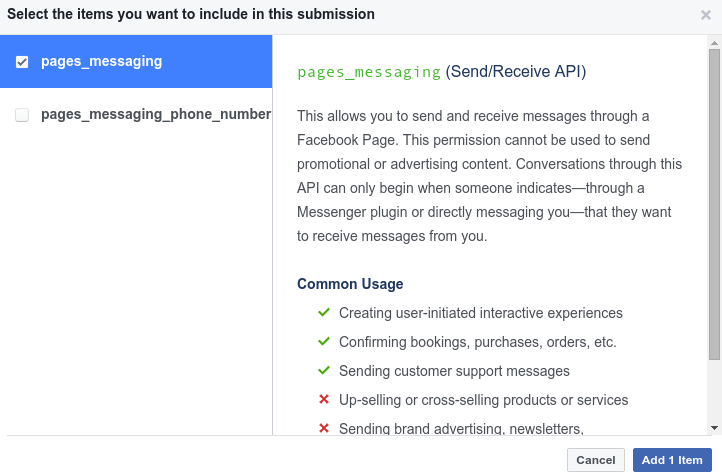 Select the items you want to include in this submission
pages_messaging
pages_messaging_phone_number
pages_messaging (Send/Receive API)
This allows you to send and receive messages through a
Facebook Page. This permission cannot be used to send
promotional or advertising content. Conversations through this
API can only begin when someone indicates—through a
Messenger plugin or directly messaging you—that they want
to receive messages from you.
Common Usage
Creating user-initiated interactive experiences
Confirming bookings, purchases, orders, etc.
Sending customer support messages
Up-selling or cross-selling products or services
Sending brand advertising, newsletters,
Cancel
Add 1 Item